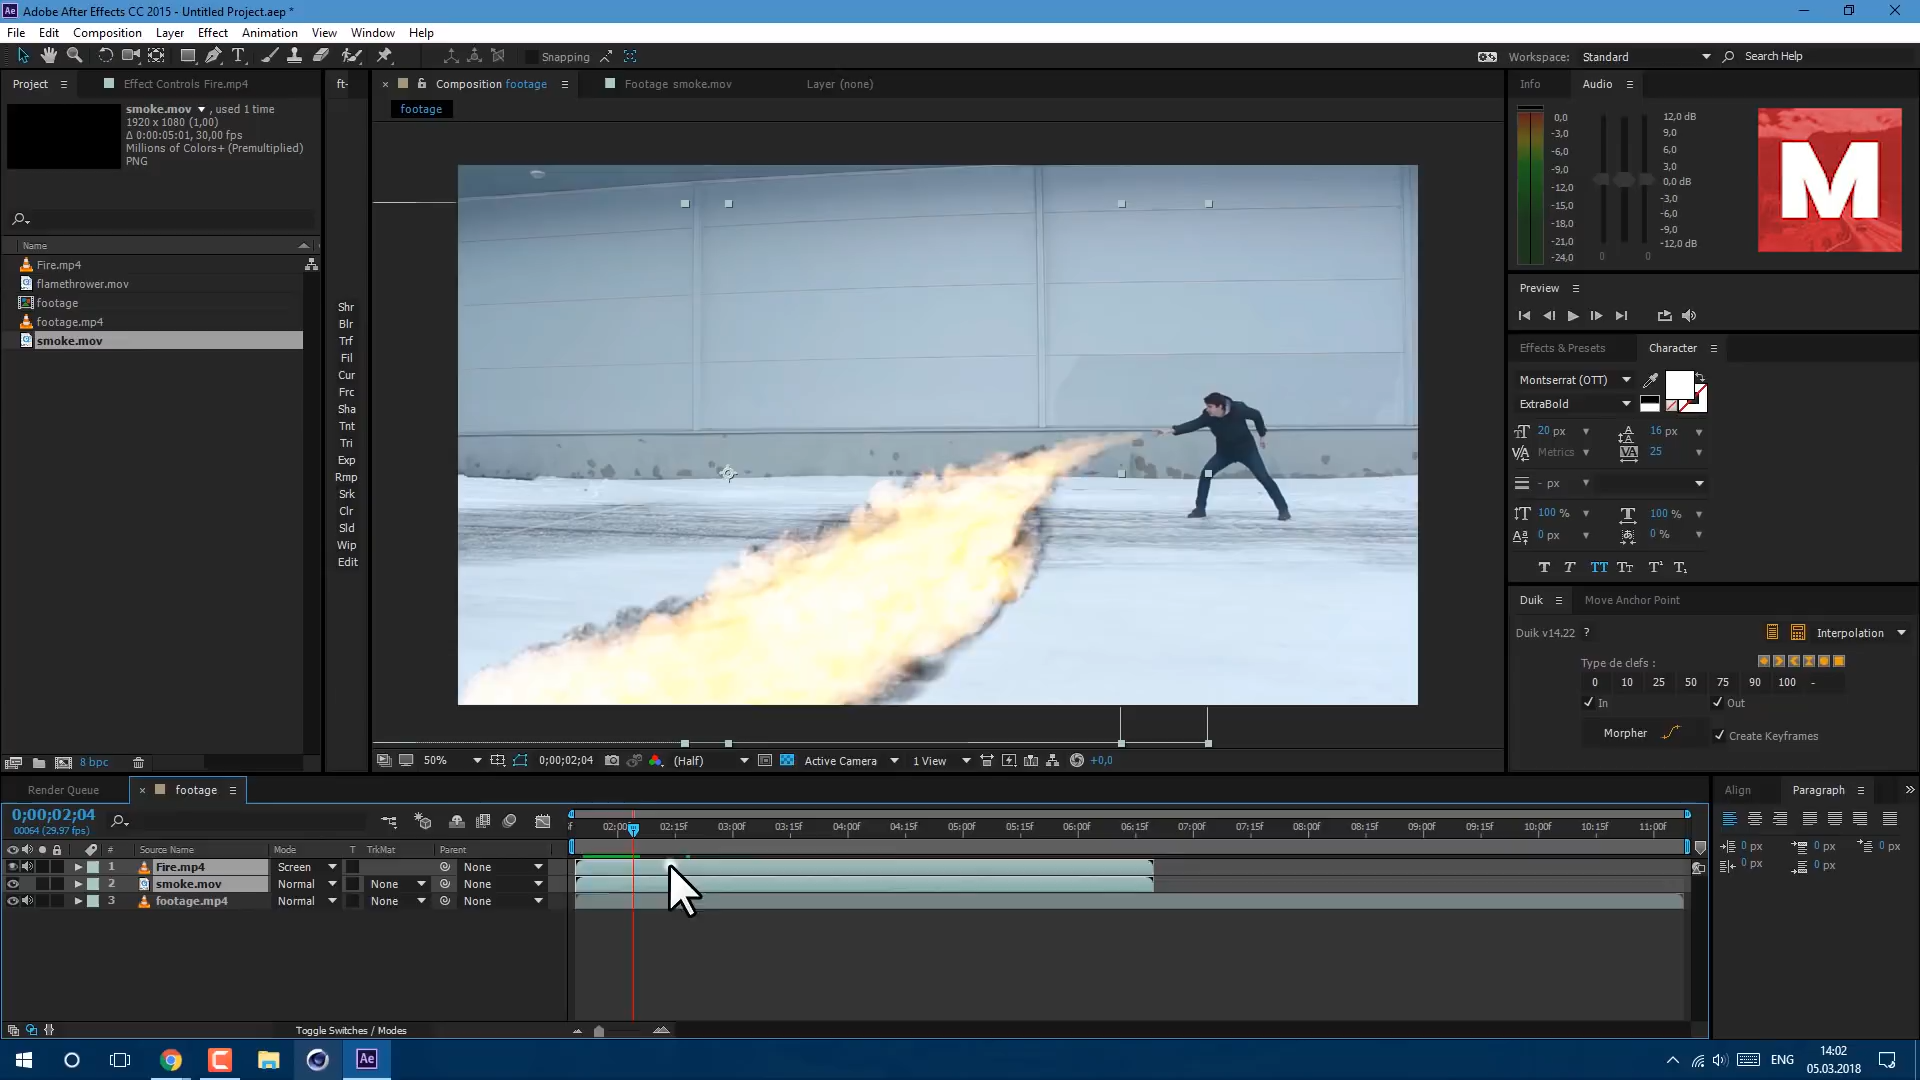 Adobe After Effects CC 2015 - Untitled Project.aep *
File Edit Composition Layer Effect Animation View Window Help
Snapping
Workspace: Standard
Search Help
Project
Effect Controls Fire.mp4
ft-
Composition footage
Footage smoke.mov
Layer (none)
Info
Audio
smoke.mov , used 1 time
1920 x 1080 (1,00)
Δ 0:00:05:01, 30,00 fps
Millions of Colors+ (Premultiplied)
PNG
footage
0,0
-3,0
-6,0
-9,0
-12,0
-15,0
-18,0
-21,0
-24,0
12,0 dB
9,0
6,0
3,0
0,0 dB
-3,0
-6,0
-9,0
-12,0 dB
0 0
M
Name
Fire.mp4
flamethrower.mov
footage
footage.mp4
smoke.mov
Shr
Blr
Trf
Fil
Cur
Frc
Sha
Tnt
Tri
Exp
Rmp
Srk
Clr
Sld
Wip
Edit
Preview
Effects & Presets
Character
Montserrat (OTT)
ExtraBold
20 px
16 px
Metrics
25
- px
100 %
100 %
0 px
0 %
Duik
Move Anchor Point
Duik v14.22 ?
Interpolation
Type de clefs :
0 10 25 50 75 90 100 -
In
Out
Morpher
Create Keyframes
8 bpc
50%
0;00;02;04
(Half)
Active Camera
1 View
+0,0
Render Queue
footage
Align
Paragraph
0;00;02;04
00064 (29.97 fps)
02:00f 02:15f 03:00f 03:15f 04:00f 04:15f 05:00f 05:15f 06:00f 06:15f 07:00f 07:15f 08:00f 08:15f 09:00f 09:15f 10:00f 10:15f 11:00f
# Source Name Mode T TrkMat Parent
1 Fire.mp4 Screen None
2 smoke.mov Normal None None
3 footage.mp4 Normal None None
0 px 0 px 0 px
0 px 0 px
Toggle Switches / Modes
Ae
ENG
14:02
05.03.2018